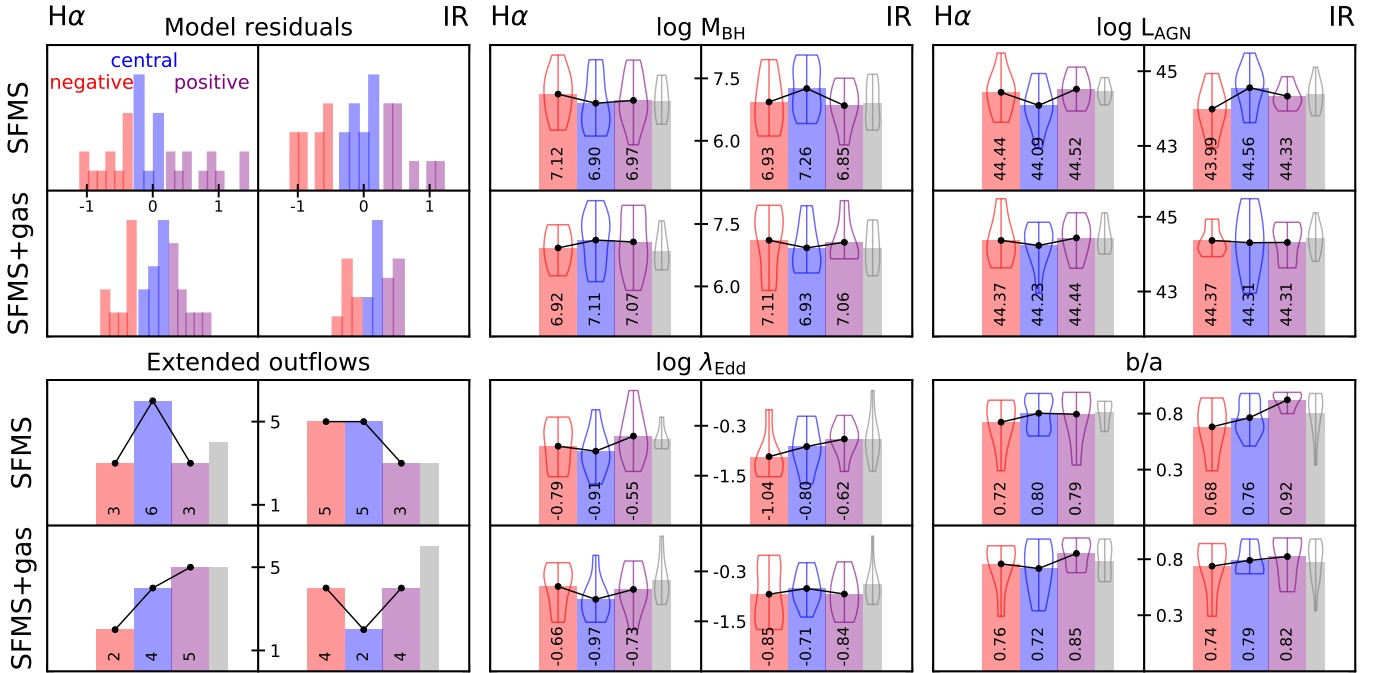 Hα IR Hα IR Hα IR
Model residuals log M_BH log L_AGN
SFMS
central
negative positive
7.5
6.0
45
43
7.12 6.90 6.97 6.93 7.26 6.85
44.44 44.09 44.52 43.99 44.56 44.33
-1 0 1 -1 0 1
SFMS+gas
7.5
6.0
45
43
6.92 7.11 7.07 7.11 6.93 7.06
44.37 44.23 44.44 44.37 44.31 44.31
Extended outflows log λ_Edd b/a
SFMS
5
1
-0.3
-1.5
0.8
0.3
3 6 3 5 5 3
-0.79 -0.91 -0.55 -1.04 -0.80 -0.62
0.72 0.80 0.79 0.68 0.76 0.92
SFMS+gas
5
1
-0.3
-1.5
0.8
0.3
2 4 5 4 2 4
-0.66 -0.97 -0.73 -0.85 -0.71 -0.84
0.76 0.72 0.85 0.74 0.79 0.82